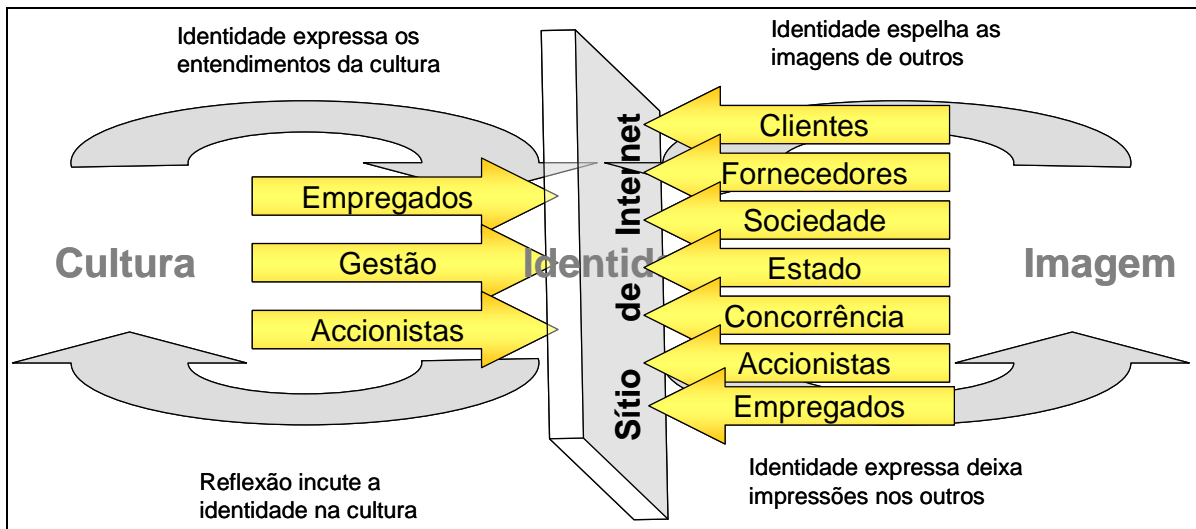 Identidade expressa os
entendimentos da cultura
Identidade espelha as
imagens de outros
Empregados
Gestão
Accionistas
Cultura
Identid
Sítio de Internet
Clientes
Fornecedores
Sociedade
Estado
Concorrência
Accionistas
Empregados
Imagem
Reflexão incute a
identidade na cultura
Identidade expressa deixa
impressões nos outros